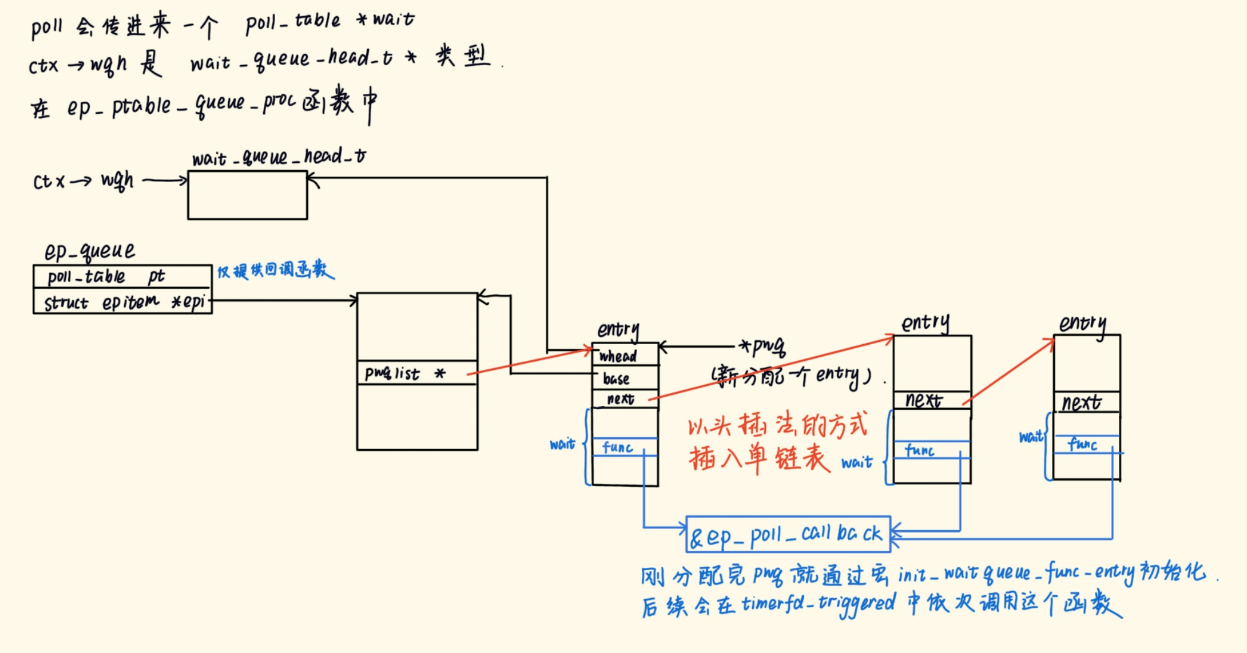 poll 会传进来一个 poll_table *wait
ctx→wqh 是 wait_queue_head_t * 类型.
在 ep_ptable_queue_proc 函数中
wait_queue_head_t
ctx→wqh
ep_queue
poll_table pt
仅提供回调函数
struct epitem *epi
pwqlist *
entry
whead
base
next
wait
func
*pwq
(新分配一个 entry).
以头插法的方式
插入单链表
entry
next
wait
func
entry
next
wait
func
&ep_poll_callback
刚分配完 pwq 就通过宏 init_waitqueue_func_entry 初始化.
后续会在 timerfd_triggered 中依次调用这个函数